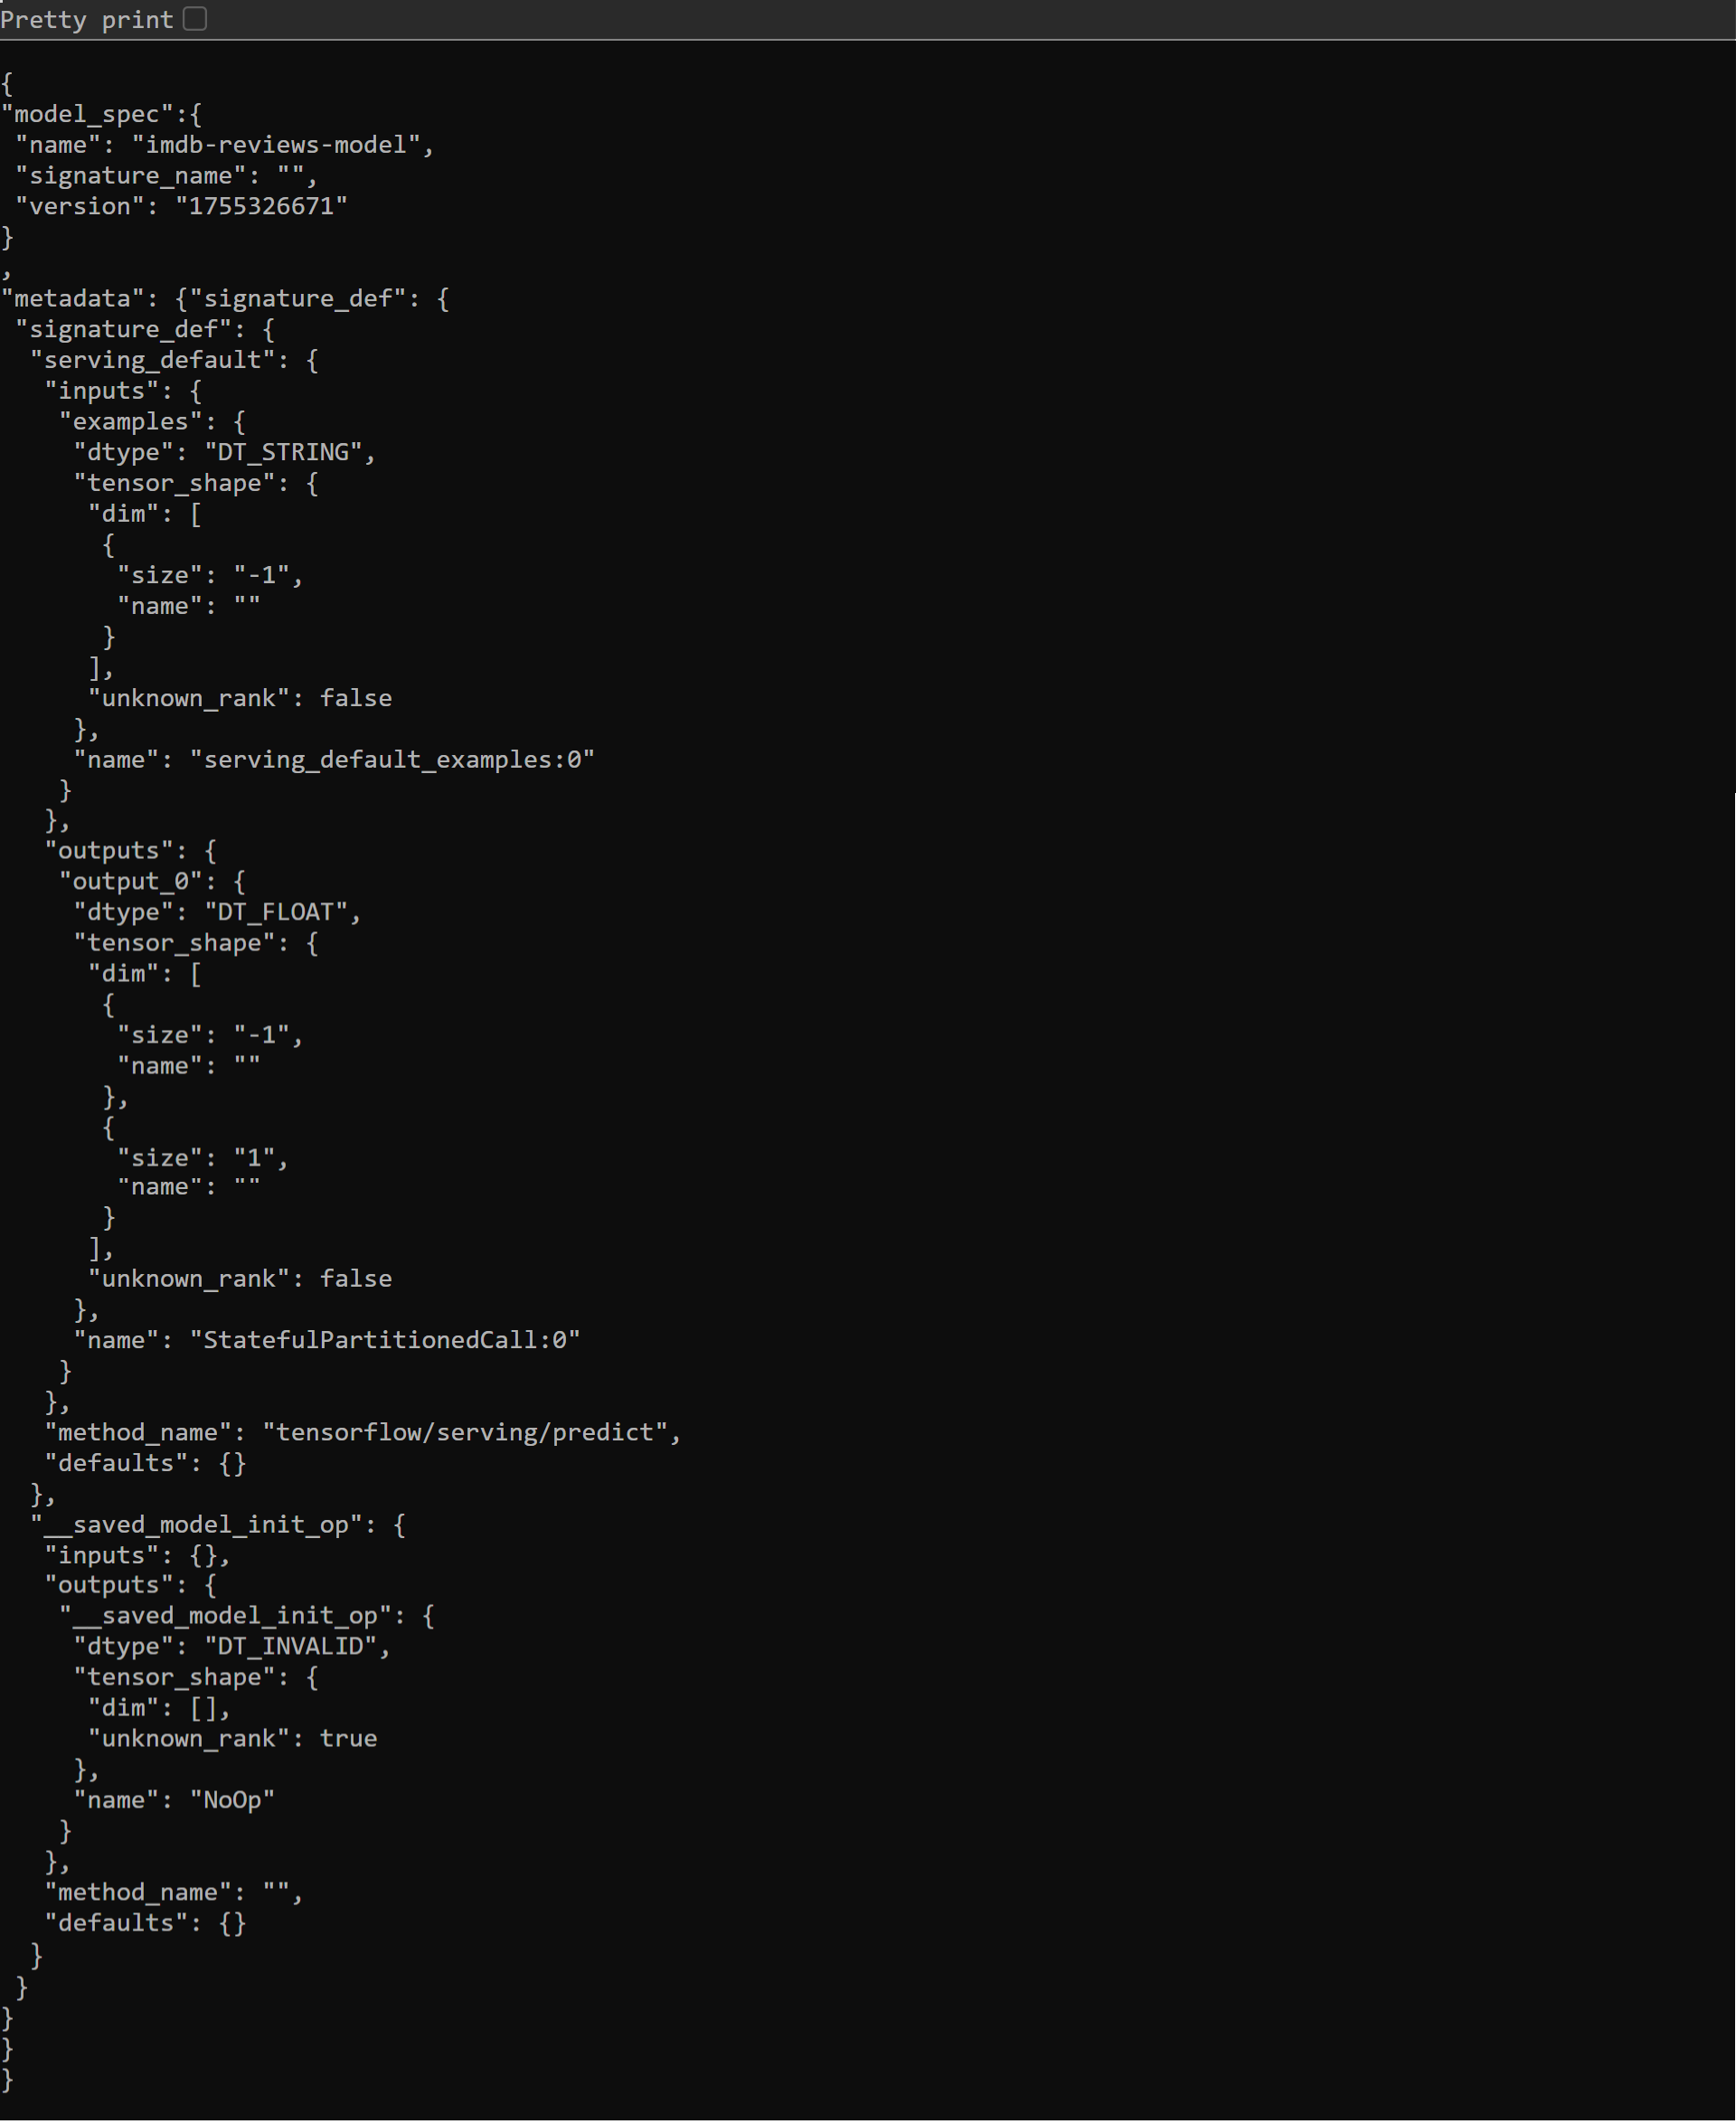 Pretty print
{
"model_spec":{
 "name": "imdb-reviews-model",
 "signature_name": "",
 "version": "1755326671"
}
,
"metadata": {"signature_def": {
 "signature_def": {
  "serving_default": {
   "inputs": {
    "examples": {
     "dtype": "DT_STRING",
     "tensor_shape": {
      "dim": [
       {
        "size": "-1",
        "name": ""
       }
      ],
      "unknown_rank": false
     },
     "name": "serving_default_examples:0"
    }
   },
   "outputs": {
    "output_0": {
     "dtype": "DT_FLOAT",
     "tensor_shape": {
      "dim": [
       {
        "size": "-1",
        "name": ""
       },
       {
        "size": "1",
        "name": ""
       }
      ],
      "unknown_rank": false
     },
     "name": "StatefulPartitionedCall:0"
    }
   },
   "method_name": "tensorflow/serving/predict",
   "defaults": {}
  },
  "__saved_model_init_op": {
   "inputs": {},
   "outputs": {
    "__saved_model_init_op": {
     "dtype": "DT_INVALID",
     "tensor_shape": {
      "dim": [],
      "unknown_rank": true
     },
     "name": "NoOp"
    }
   },
   "method_name": "",
   "defaults": {}
  }
 }
}
}
}